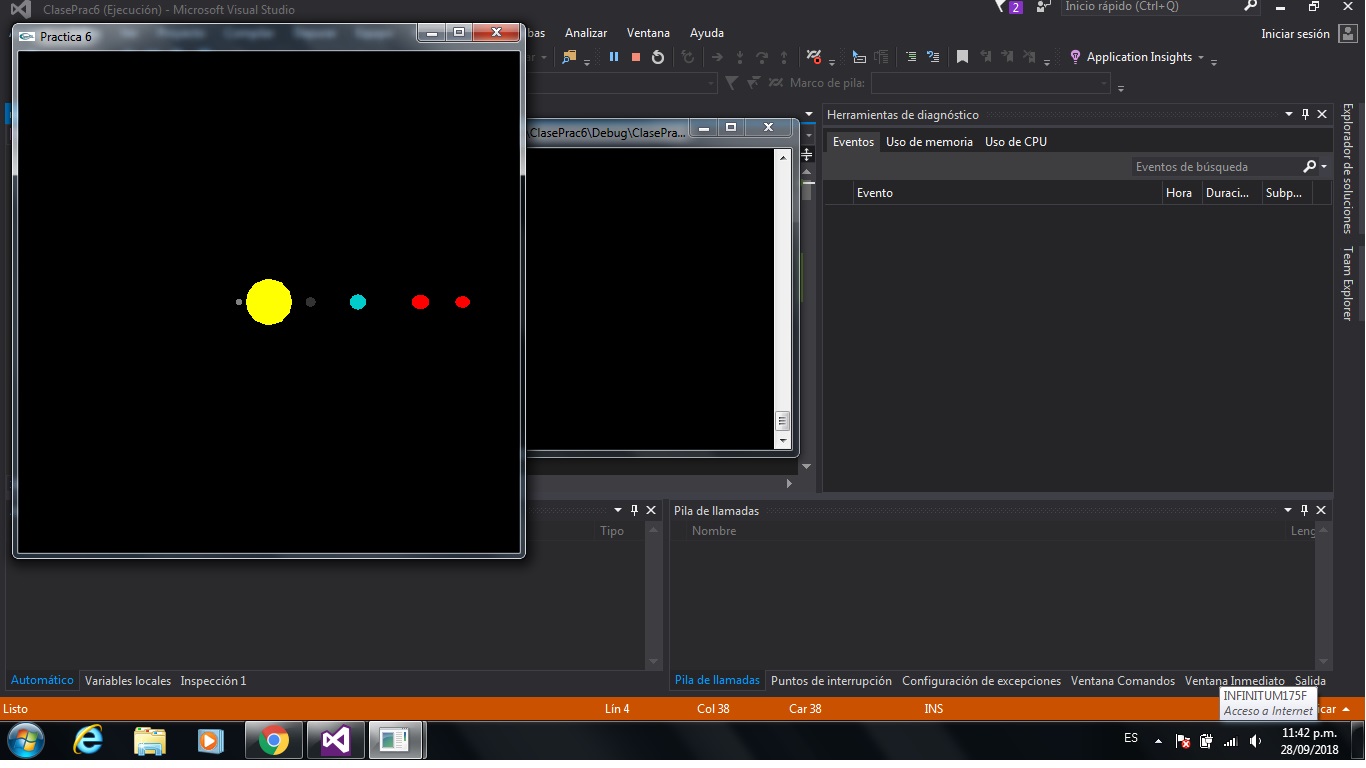 ClasePrac6 (Ejecución) - Microsoft Visual Studio
2
Inicio rápido (Ctrl+Q)
Practica 6
bas Analizar Ventana Ayuda
Iniciar sesión
Application Insights
Marco de pila:
\ClasePrac6\Debug\ClasePra...
Herramientas de diagnóstico
Eventos Uso de memoria Uso de CPU
Eventos de búsqueda
Evento Hora Duraci... Subp...
Explorador de soluciones
Team Explorer
Pila de llamadas
Tipo
Nombre Leng
Automático Variables locales Inspección 1
Pila de llamadas Puntos de interrupción Configuración de excepciones Ventana Comandos Ventana Inmediato Salida
INFINITUM175F
Acceso a Internet
Listo Lín 4 Col 38 Car 38 INS icar
ES
11:42 p.m.
28/09/2018